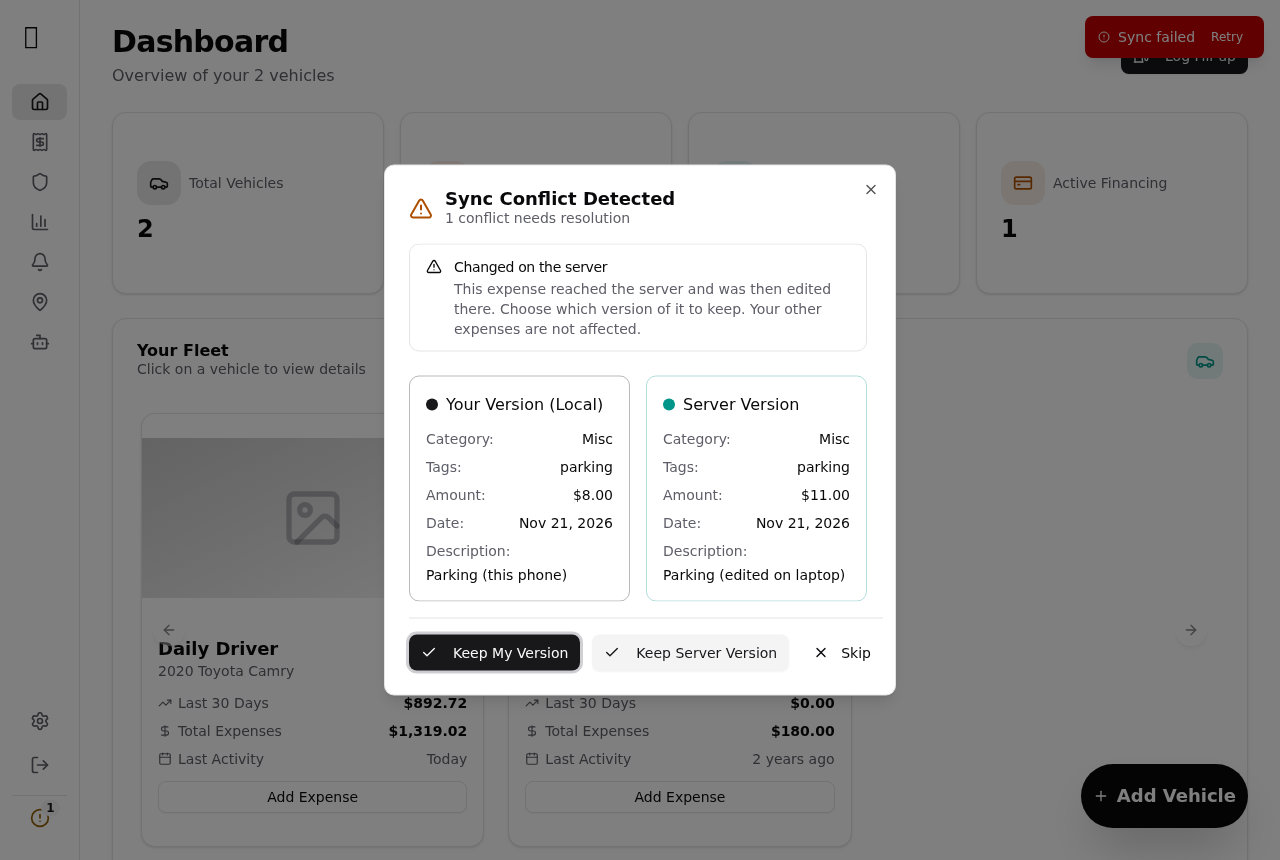 Dashboard
Overview of your 2 vehicles
Sync failed
Retry
Total Vehicles
2
Active Financing
1
Sync Conflict Detected
1 conflict needs resolution
Changed on the server
This expense reached the server and was then edited
there. Choose which version of it to keep. Your other
expenses are not affected.
Your Version (Local)
Category: Misc
Tags: parking
Amount: $8.00
Date: Nov 21, 2026
Description:
Parking (this phone)
Server Version
Category: Misc
Tags: parking
Amount: $11.00
Date: Nov 21, 2026
Description:
Parking (edited on laptop)
Keep My Version
Keep Server Version
Skip
Your Fleet
Click on a vehicle to view details
Daily Driver
2020 Toyota Camry
Last 30 Days $892.72
Total Expenses $1,319.02
Last Activity Today
Add Expense
Last 30 Days $0.00
Total Expenses $180.00
Last Activity 2 years ago
Add Expense
Add Vehicle
1